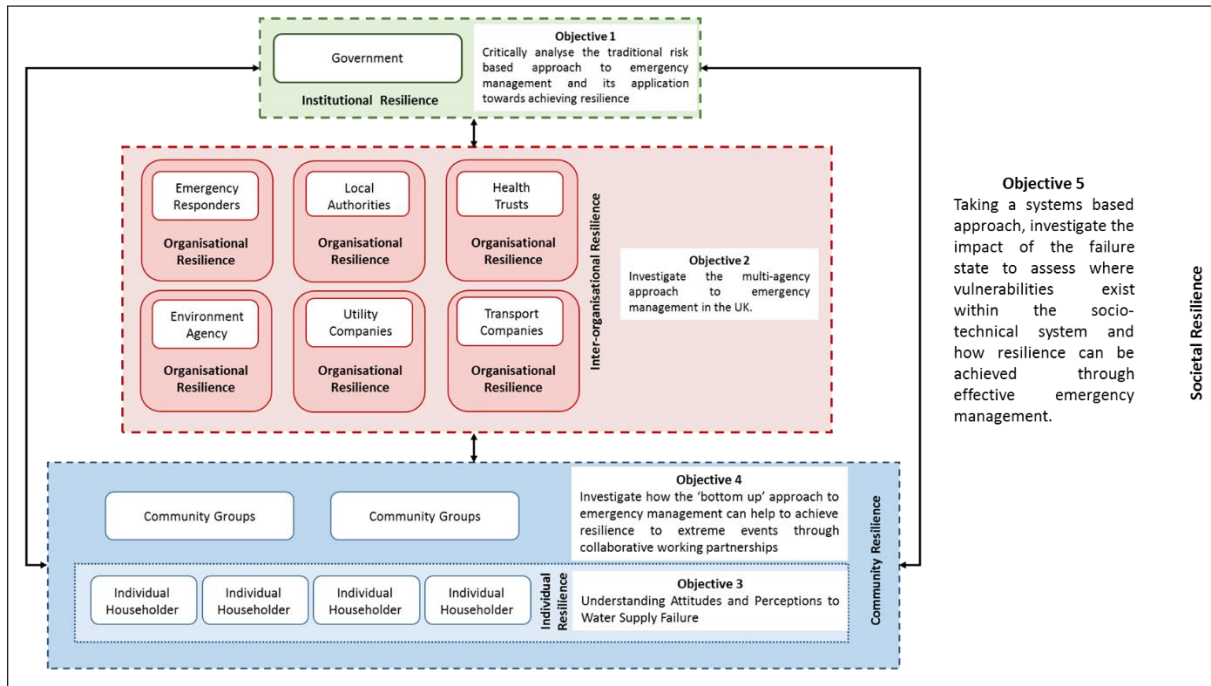 Government
Institutional Resilience
Objective 1
Critically analyse the traditional risk
based approach to emergency
management and its application
towards achieving resilience
Emergency
Responders
Organisational
Resilience
Local
Authorities
Organisational
Resilience
Health
Trusts
Organisational
Resilience
Environment
Agency
Organisational
Resilience
Utility
Companies
Organisational
Resilience
Transport
Companies
Organisational
Resilience
Inter-organisational Resilience
Objective 2
Investigate the multi-agency
approach to emergency
management in the UK.
Community Groups
Community Groups
Objective 4
Investigate how the ‘bottom up’ approach to
emergency management can help to achieve
resilience to extreme events through
collaborative working partnerships
Individual
Householder
Individual
Householder
Individual
Householder
Individual
Householder
Individual
Resilience
Objective 3
Understanding Attitudes and Perceptions to
Water Supply Failure
Community Resilience
Objective 5
Taking a systems based
approach, investigate the
impact of the failure
state to assess where
vulnerabilities exist
within the socio-
technical system and
how resilience can be
achieved through
effective emergency
management.
Societal Resilience